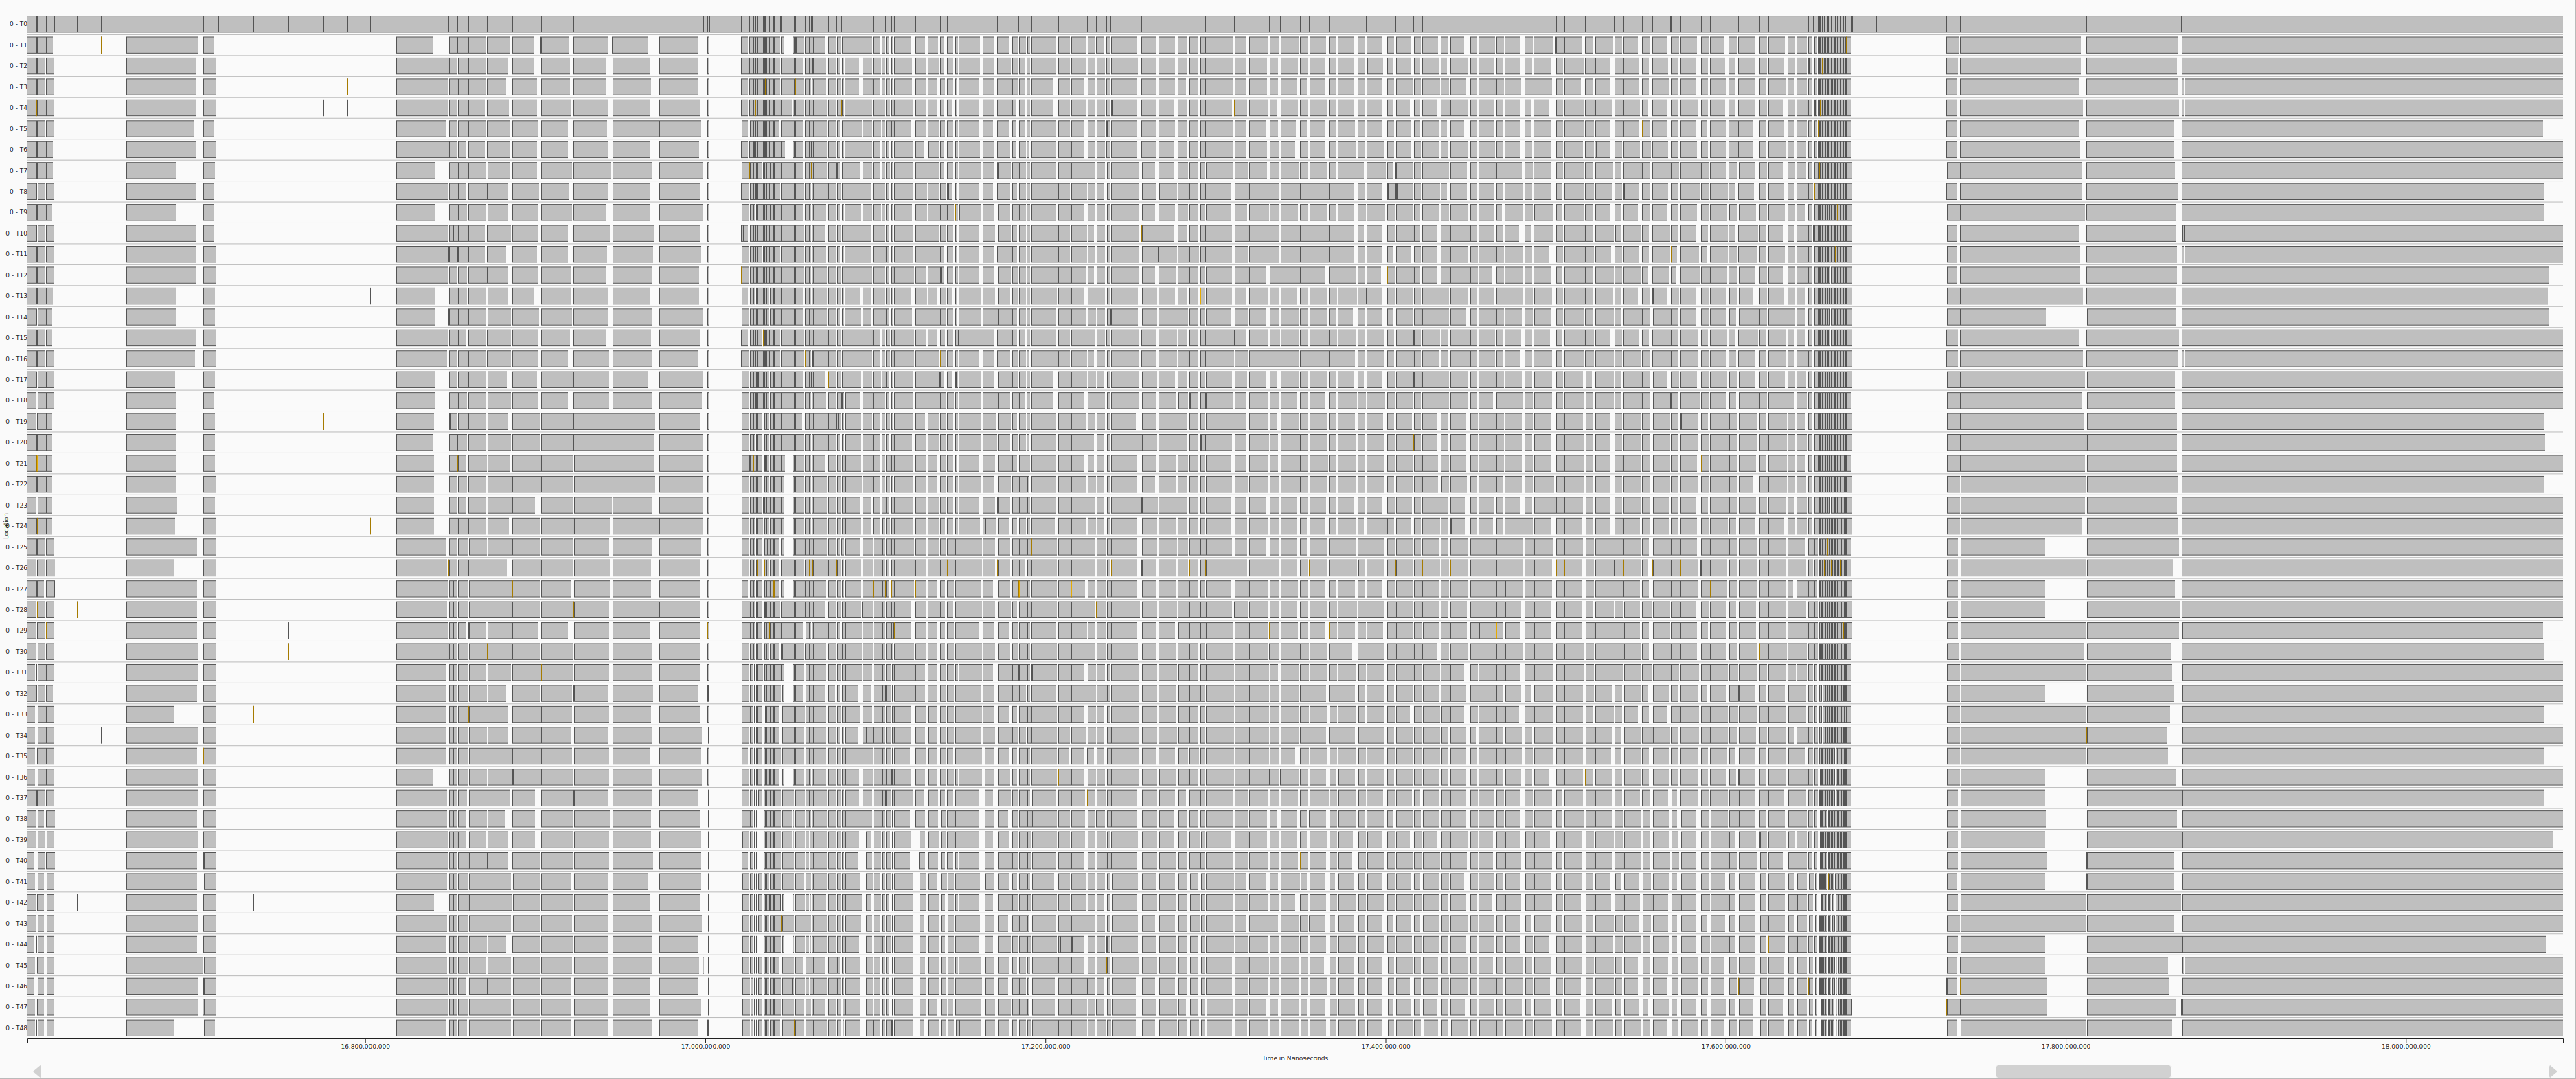 0 - T0
0 - T1
0 - T2
0 - T3
0 - T4
0 - T5
0 - T6
0 - T7
0 - T8
0 - T9
0 - T10
0 - T11
0 - T12
0 - T13
0 - T14
0 - T15
0 - T16
0 - T17
0 - T18
0 - T19
0 - T20
0 - T21
0 - T22
0 - T23
0 - T24
0 - T25
0 - T26
0 - T27
0 - T28
0 - T29
0 - T30
0 - T31
0 - T32
0 - T33
0 - T34
0 - T35
0 - T36
0 - T37
0 - T38
0 - T39
0 - T40
0 - T41
0 - T42
0 - T43
0 - T44
0 - T45
0 - T46
0 - T47
0 - T48
Location
16,800,000,000 17,000,000,000 17,200,000,000 17,400,000,000 17,600,000,000 17,800,000,000 18,000,000,000
Time in Nanoseconds